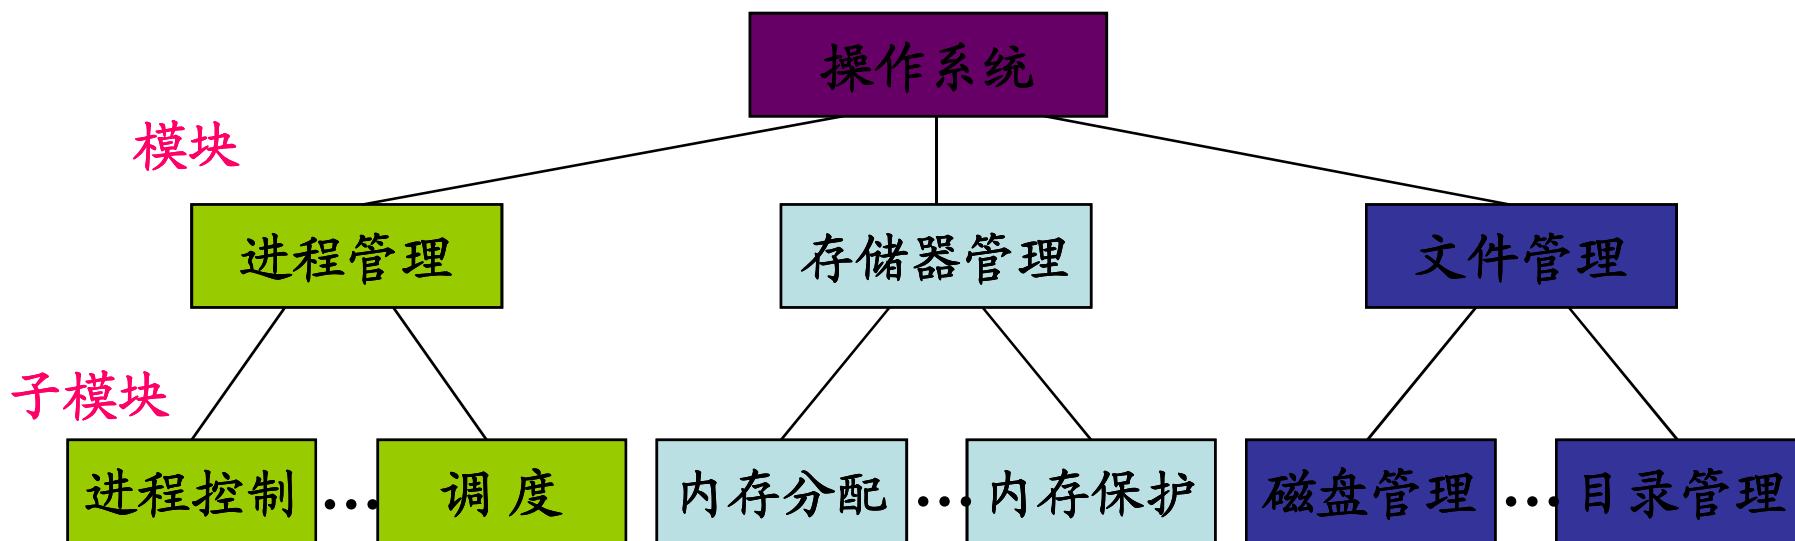 操作系统
模块
进程管理
存储器管理
文件管理
子模块
进程控制
...
调 度
内存分配
...
内存保护
磁盘管理
...
目录管理